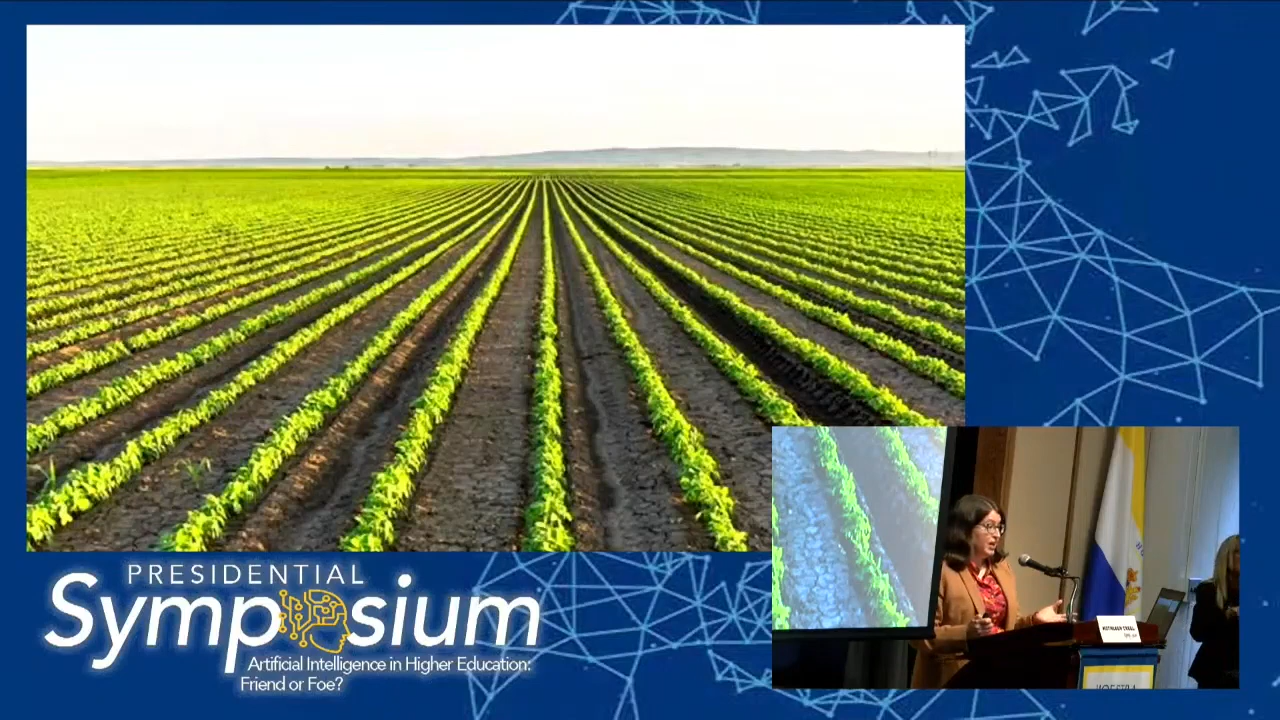 PRESIDENTIAL
Symposium
Artificial Intelligence in Higher Education:
Friend or Foe?